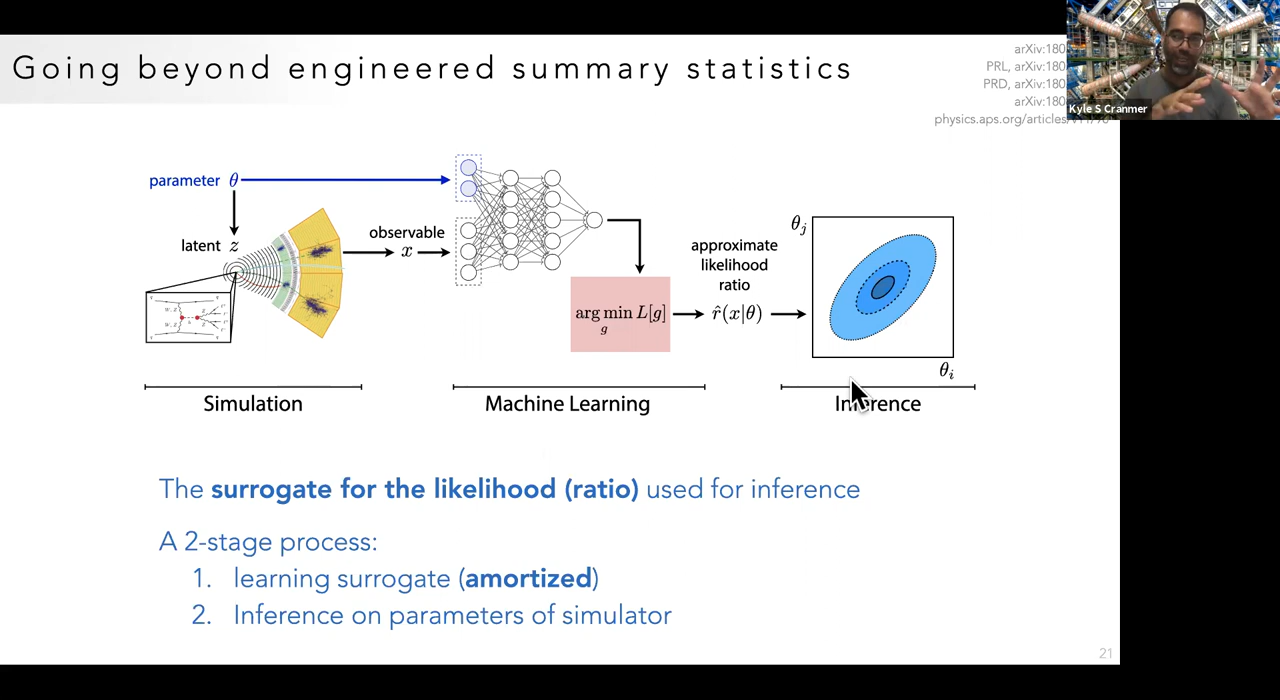 Going beyond engineered summary statistics
arXiv:180
PRL, arXiv:180
PRD, arXiv:180
arXiv:180
physics.aps.org/articles
Kyle S Cranmer
parameter θ
latent z
observable
x
arg min L[g]
g
approximate
likelihood
ratio
r̂(x|θ)
θj
θi
Simulation
Machine Learning
Inference
The surrogate for the likelihood (ratio) used for inference
A 2-stage process:
1. learning surrogate (amortized)
2. Inference on parameters of simulator
21